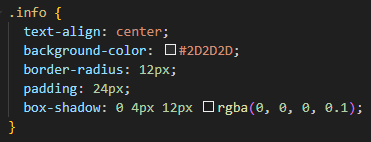 .info {
text-align: center;
background-color: #2D2D2D;
border-radius: 12px;
padding: 24px;
box-shadow: 0 4px 12px rgba(0, 0, 0, 0.1);
}